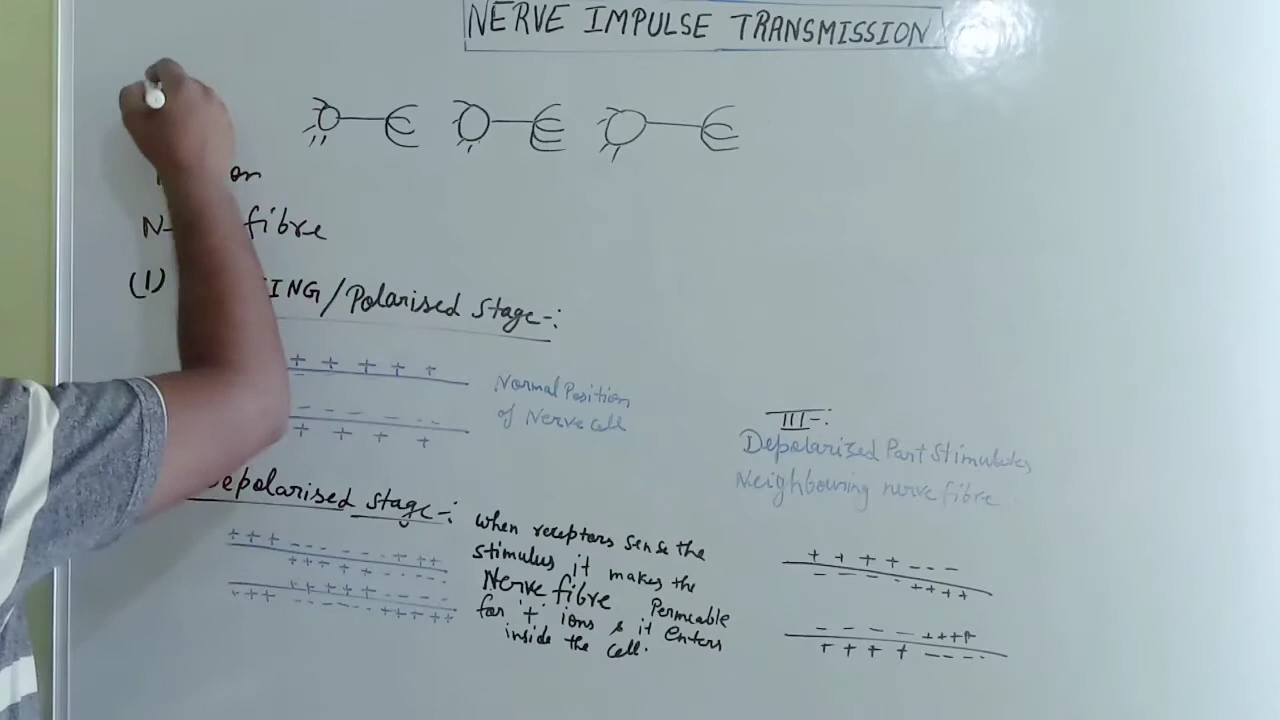 NERVE IMPULSE TRANSMISSION
on
N- fibre
(1) ING/Polarised Stage-:
+ + + + +
- - - - -
+ + + +
Normal Position
of Nerve Cell
Depolarised Stage-:
+ + + - - - - - - + + +
+ + + + + + - - - -
+ + + + + + - - - -
+ + + - - - - - + + + + +
When receptors sense the
stimulus it makes the
Nerve fibre Permeable
for '+' ions & it Enters
inside the cell.
III-:
Depolarized Part Stimulates
Neighbouring nerve fibre
+ + + + - - -
- - - - + + + +
- - - - + + + +
+ + + + - - - -